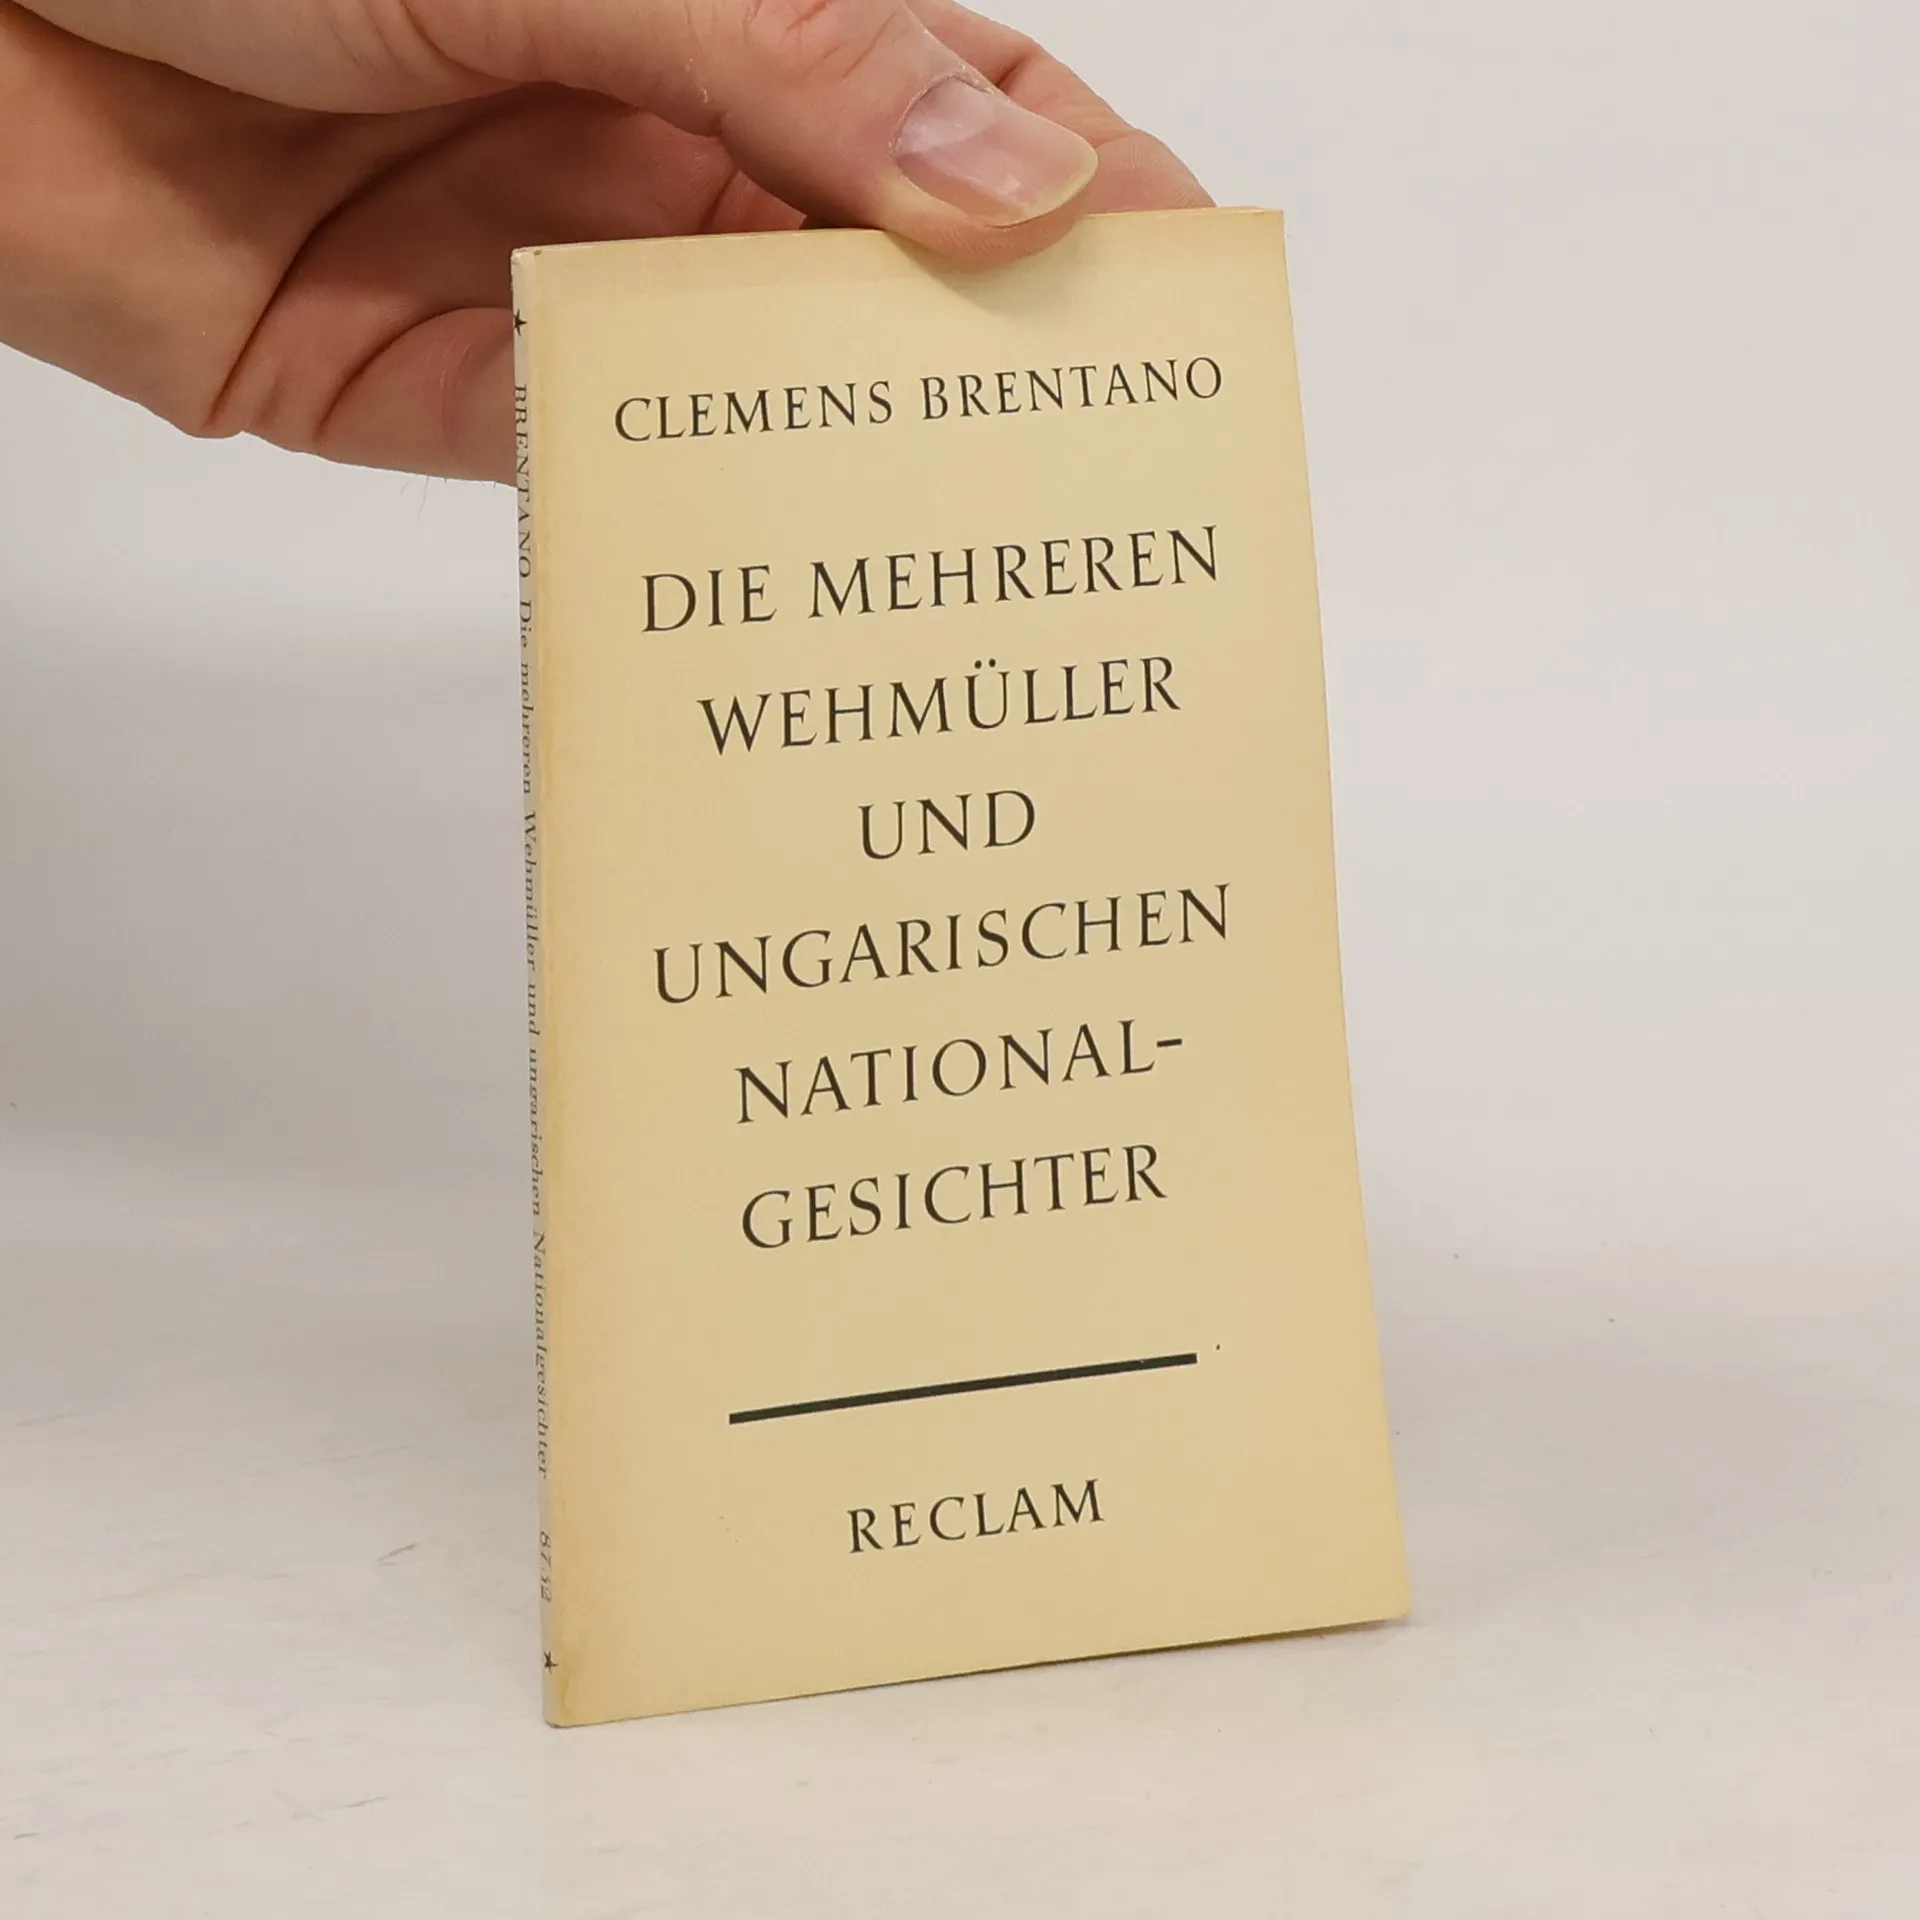 CLEMENS BRENTANO
DIE MEHREREN
WEHMÜLLER
UND
UNGARISCHEN
NATIONAL-
GESICHTER
RECLAM
BRENTANO Die mehreren Wehmüller und ungarischen Nationalgesichter 8732